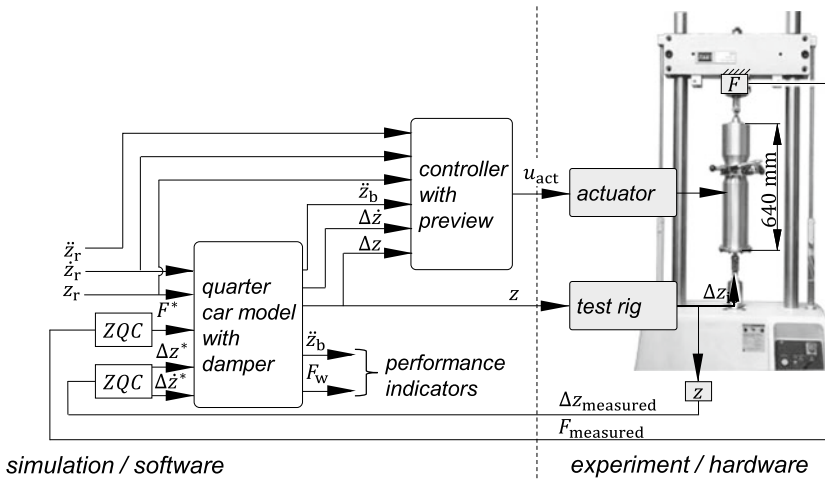 F
640 mm
controller
with
preview
u_act
actuator
z̈_b
Δż
Δz
z̈_r
ż_r
z_r
quarter
car model
with
damper
z
test rig
Δz
F*
ZQC
Δz*
ZQC
Δż*
z̈_b
F_w
performance
indicators
z
Δz_measured
F_measured
simulation / software
experiment / hardware